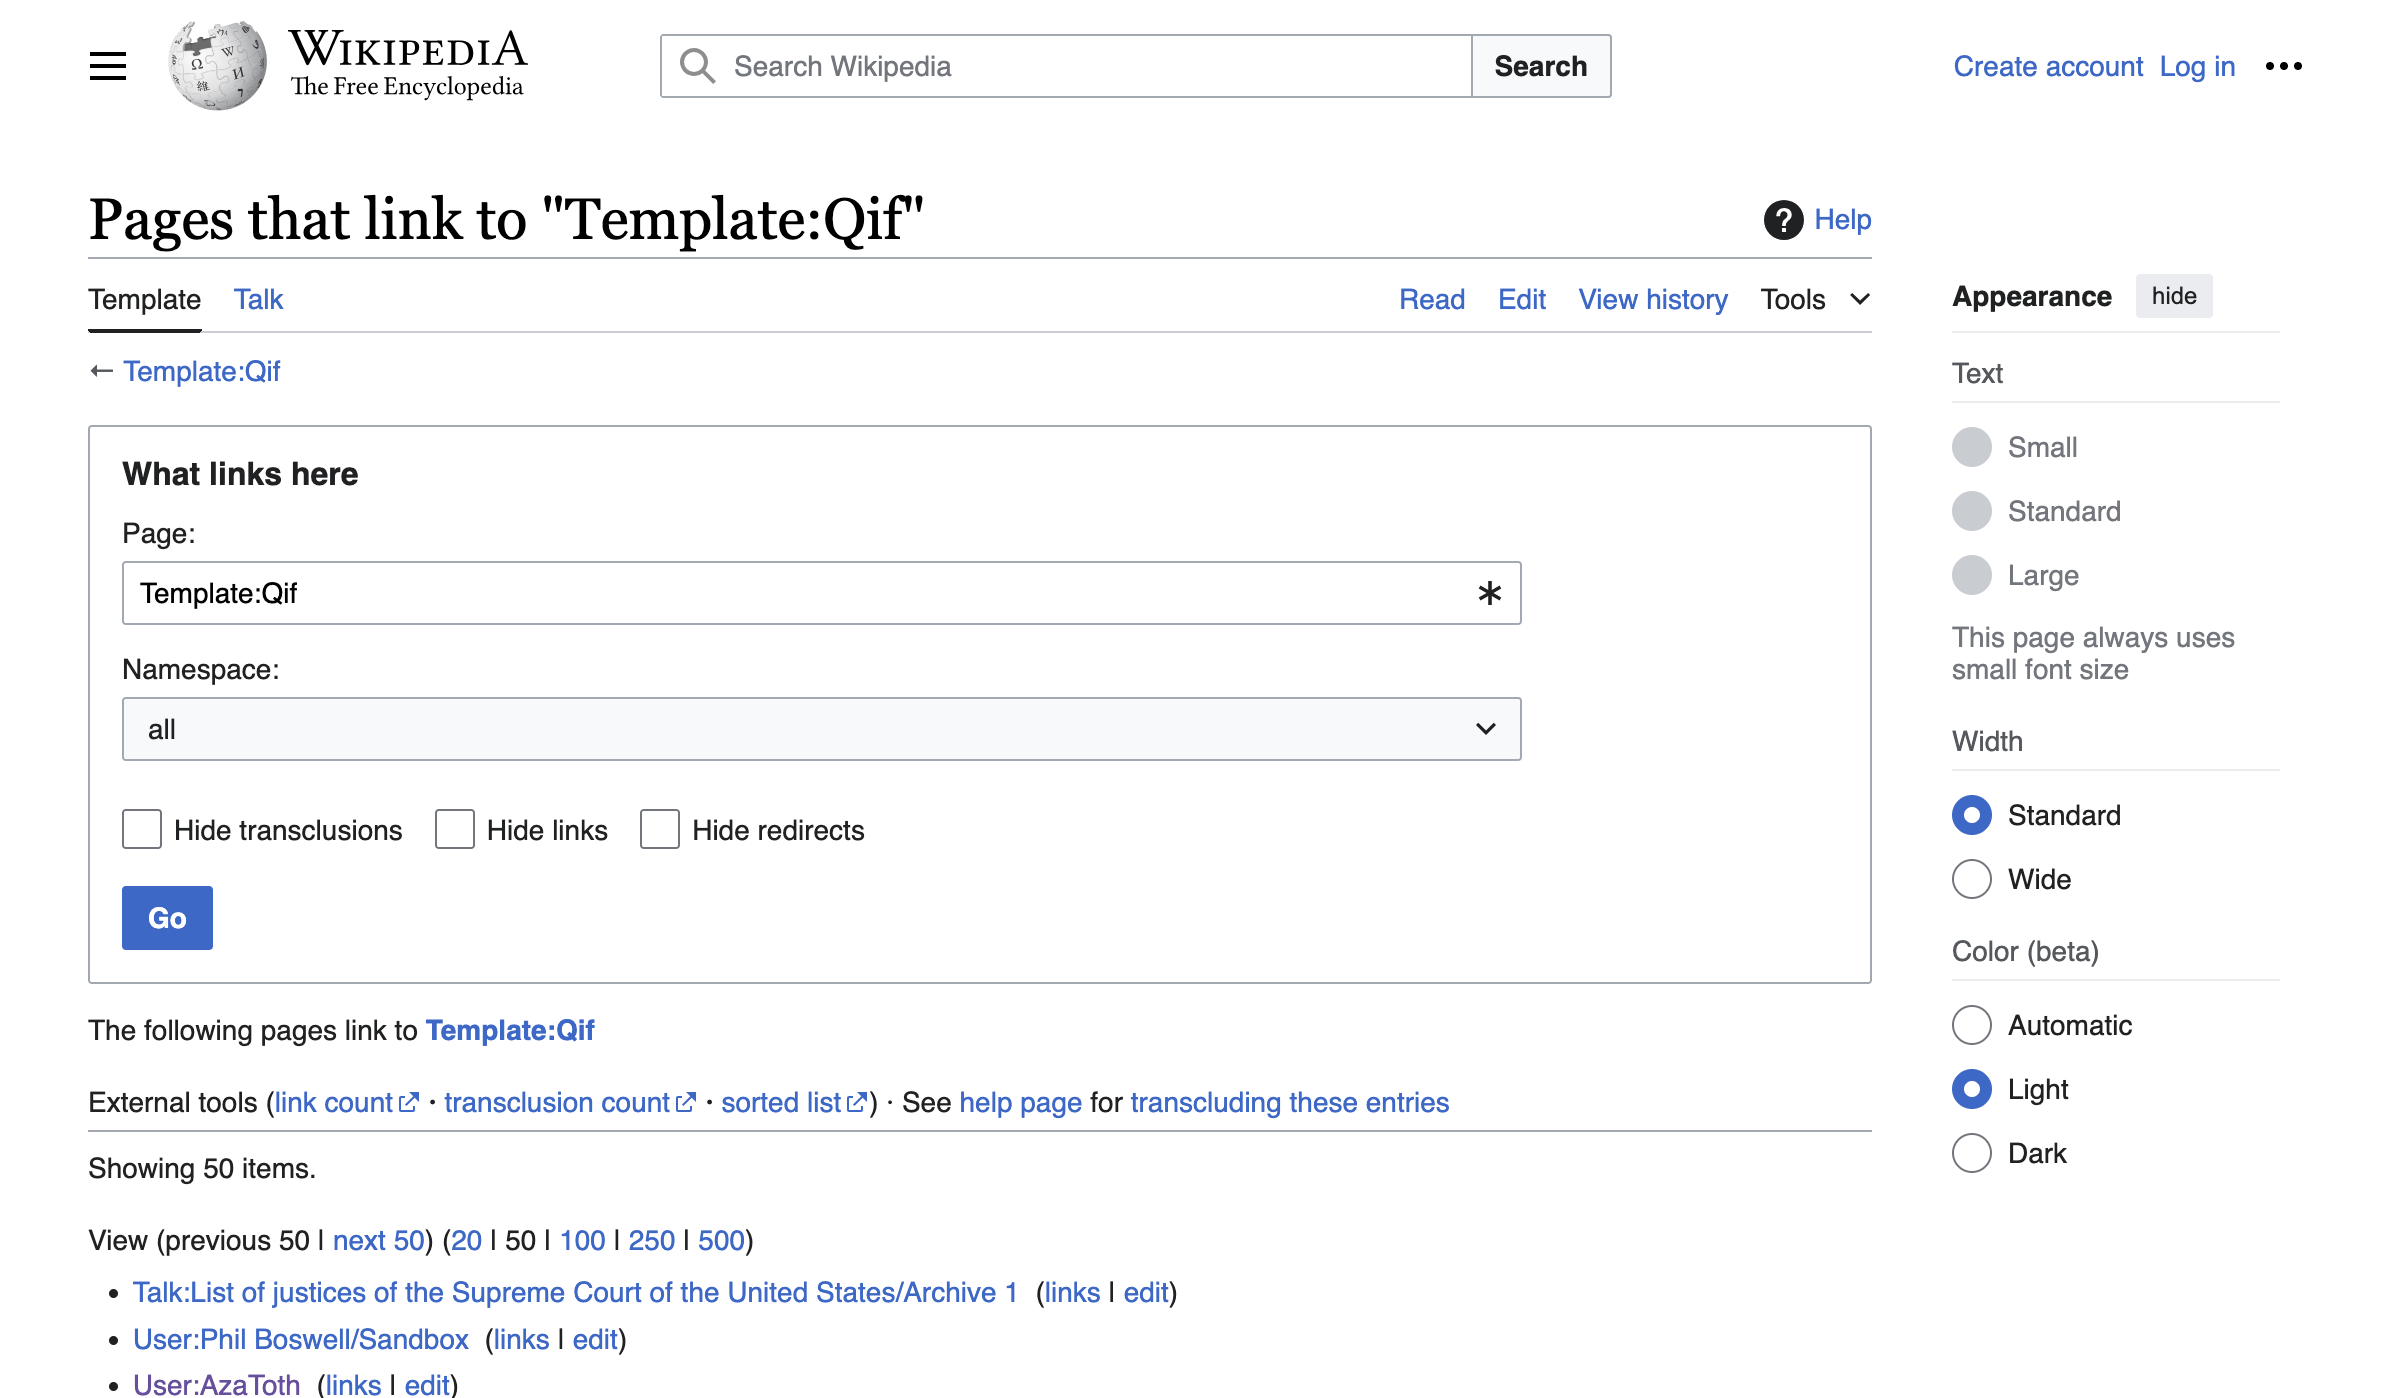 WIKIPEDIA
The Free Encyclopedia
Search Wikipedia
Search
Create account Log in
Pages that link to "Template:Qif"
Help
Template Talk
Read Edit View history Tools
← Template:Qif
What links here
Page:
Template:Qif
Namespace:
all
Hide transclusions Hide links Hide redirects
Go
The following pages link to Template:Qif
External tools (link count · transclusion count · sorted list) · See help page for transcluding these entries
Showing 50 items.
View (previous 50 | next 50) (20 | 50 | 100 | 250 | 500)
• Talk:List of justices of the Supreme Court of the United States/Archive 1 (links | edit)
• User:Phil Boswell/Sandbox (links | edit)
• User:AzaToth (links | edit)
Appearance hide
Text
Small
Standard
Large
This page always uses
small font size
Width
Standard
Wide
Color (beta)
Automatic
Light
Dark